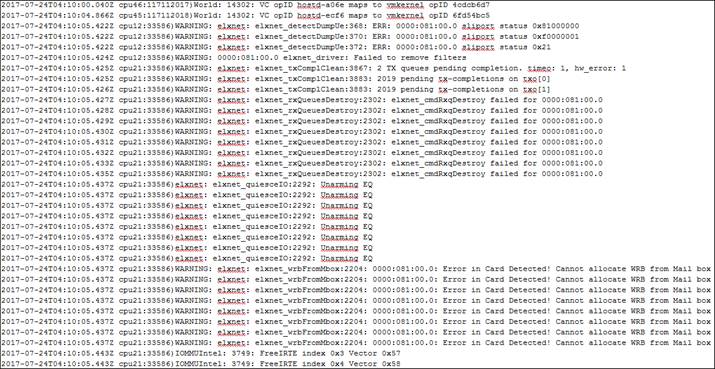 2017-07-24T04:10:00.040Z cpu46:117112017)World: 14302: VC opID hostd-a06e maps to vmkernel opID 4cdcb6d7
2017-07-24T04:10:04.866Z cpu45:117112018)World: 14302: VC opID hostd-ecf6 maps to vmkernel opID 6fd54bc5
2017-07-24T04:10:05.422Z cpu12:33586)WARNING: elxnet: elxnet_detectDumpUe:368: ERR: 0000:081:00.0 sliport status 0x81000000
2017-07-24T04:10:05.422Z cpu12:33586)WARNING: elxnet: elxnet_detectDumpUe:370: ERR: 0000:081:00.0 sliport status 0xf0000001
2017-07-24T04:10:05.422Z cpu12:33586)WARNING: elxnet: elxnet_detectDumpUe:372: ERR: 0000:081:00.0 sliport status 0x21
2017-07-24T04:10:05.424Z cpu12:33586)WARNING: 0000:081:00.0 elxnet_driver: Failed to remove filters
2017-07-24T04:10:05.425Z cpu21:33586)WARNING: elxnet: elxnet_txComplClean:3867: 2 TX queues pending completion. timeo: 1, hw_error: 1
2017-07-24T04:10:05.425Z cpu21:33586)WARNING: elxnet: elxnet_txComplClean:3883: 2019 pending tx-completions on txo[0]
2017-07-24T04:10:05.426Z cpu21:33586)WARNING: elxnet: elxnet_txComplClean:3883: 2019 pending tx-completions on txo[1]
2017-07-24T04:10:05.427Z cpu21:33586)WARNING: elxnet: elxnet_rxQueuesDestroy:2302: elxnet_cmdRxqDestroy failed for 0000:081:00.0
2017-07-24T04:10:05.428Z cpu21:33586)WARNING: elxnet: elxnet_rxQueuesDestroy:2302: elxnet_cmdRxqDestroy failed for 0000:081:00.0
2017-07-24T04:10:05.429Z cpu21:33586)WARNING: elxnet: elxnet_rxQueuesDestroy:2302: elxnet_cmdRxqDestroy failed for 0000:081:00.0
2017-07-24T04:10:05.430Z cpu21:33586)WARNING: elxnet: elxnet_rxQueuesDestroy:2302: elxnet_cmdRxqDestroy failed for 0000:081:00.0
2017-07-24T04:10:05.431Z cpu21:33586)WARNING: elxnet: elxnet_rxQueuesDestroy:2302: elxnet_cmdRxqDestroy failed for 0000:081:00.0
2017-07-24T04:10:05.432Z cpu21:33586)WARNING: elxnet: elxnet_rxQueuesDestroy:2302: elxnet_cmdRxqDestroy failed for 0000:081:00.0
2017-07-24T04:10:05.433Z cpu21:33586)WARNING: elxnet: elxnet_rxQueuesDestroy:2302: elxnet_cmdRxqDestroy failed for 0000:081:00.0
2017-07-24T04:10:05.435Z cpu21:33586)WARNING: elxnet: elxnet_rxQueuesDestroy:2302: elxnet_cmdRxqDestroy failed for 0000:081:00.0
2017-07-24T04:10:05.437Z cpu21:33586)elxnet: elxnet_quiesceIO:2292: Unarming EQ
2017-07-24T04:10:05.437Z cpu21:33586)elxnet: elxnet_quiesceIO:2292: Unarming EQ
2017-07-24T04:10:05.437Z cpu21:33586)elxnet: elxnet_quiesceIO:2292: Unarming EQ
2017-07-24T04:10:05.437Z cpu21:33586)elxnet: elxnet_quiesceIO:2292: Unarming EQ
2017-07-24T04:10:05.437Z cpu21:33586)elxnet: elxnet_quiesceIO:2292: Unarming EQ
2017-07-24T04:10:05.437Z cpu21:33586)elxnet: elxnet_quiesceIO:2292: Unarming EQ
2017-07-24T04:10:05.437Z cpu21:33586)elxnet: elxnet_quiesceIO:2292: Unarming EQ
2017-07-24T04:10:05.437Z cpu21:33586)elxnet: elxnet_quiesceIO:2292: Unarming EQ
2017-07-24T04:10:05.437Z cpu21:33586)WARNING: elxnet: elxnet_wrbFromMbox:2204: 0000:081:00.0: Error in Card Detected! Cannot allocate WRB from Mail box
2017-07-24T04:10:05.437Z cpu21:33586)WARNING: elxnet: elxnet_wrbFromMbox:2204: 0000:081:00.0: Error in Card Detected! Cannot allocate WRB from Mail box
2017-07-24T04:10:05.437Z cpu21:33586)WARNING: elxnet: elxnet_wrbFromMbox:2204: 0000:081:00.0: Error in Card Detected! Cannot allocate WRB from Mail box
2017-07-24T04:10:05.437Z cpu21:33586)WARNING: elxnet: elxnet_wrbFromMbox:2204: 0000:081:00.0: Error in Card Detected! Cannot allocate WRB from Mail box
2017-07-24T04:10:05.437Z cpu21:33586)WARNING: elxnet: elxnet_wrbFromMbox:2204: 0000:081:00.0: Error in Card Detected! Cannot allocate WRB from Mail box
2017-07-24T04:10:05.437Z cpu21:33586)WARNING: elxnet: elxnet_wrbFromMbox:2204: 0000:081:00.0: Error in Card Detected! Cannot allocate WRB from Mail box
2017-07-24T04:10:05.437Z cpu21:33586)WARNING: elxnet: elxnet_wrbFromMbox:2204: 0000:081:00.0: Error in Card Detected! Cannot allocate WRB from Mail box
2017-07-24T04:10:05.443Z cpu21:33586)IOMMUIntel: 3749: FreeIRTE index 0x3 Vector 0x57
2017-07-24T04:10:05.443Z cpu21:33586)IOMMUIntel: 3749: FreeIRTE index 0x4 Vector 0x58